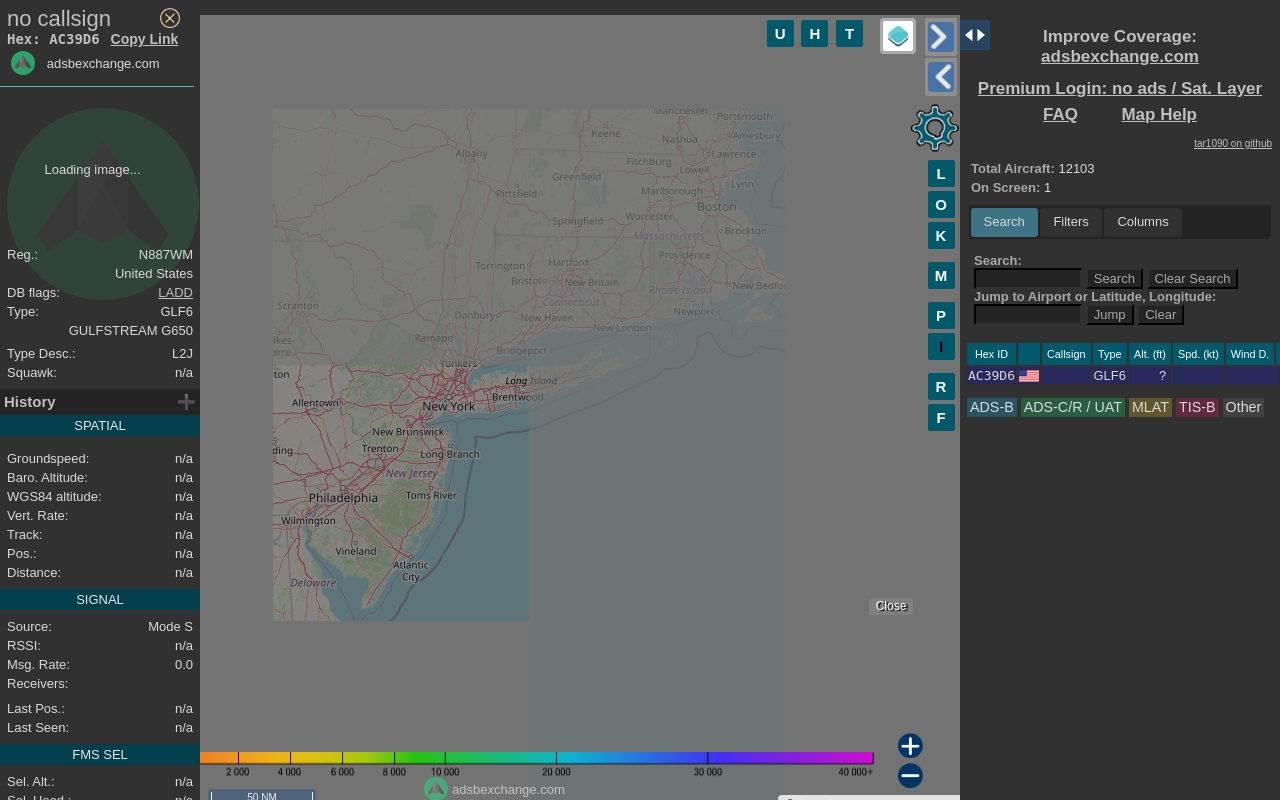 no callsign
Hex: AC39D6 Copy Link
adsbexchange.com
Loading image...
Reg.: N887WM
United States
DB flags: LADD
Type: GLF6
GULFSTREAM G650
Type Desc.: L2J
Squawk: n/a
History
SPATIAL
Groundspeed: n/a
Baro. Altitude: n/a
WGS84 altitude: n/a
Vert. Rate: n/a
Track: n/a
Pos.: n/a
Distance: n/a
SIGNAL
Source: Mode S
RSSI: n/a
Msg. Rate: 0.0
Receivers:
Last Pos.: n/a
Last Seen: n/a
FMS SEL
Sel. Alt.: n/a
U H T
L
O
K
M
P
I
R
F
Manchester
Portsmouth
Keene
Nashua
Amesbury
Albany
Fitchburg
Lawrence
Greenfield
Lowell
Pittsfield
Marlborough
Lynn
Worcester
Boston
Springfield
Massachusetts
Brockton
Torrington
Hartford
Providence
Bristol
New Britain
Rhode Island
New Bedfo
Scranton
Connecticut
Danbury
New Haven
New London
Newport
lkes-
arre
Ramapo
Bridgeport
Yonkers
ton
Long Island
Allentown
New York
Brentwood
New Brunswick
ding
Trenton
Long Branch
New Jersey
Philadelphia
Toms River
Wilmington
Vineland
Atlantic
City
Delaware
Close
2 000 4 000 6 000 8 000 10 000 20 000 30 000 40 000+
adsbexchange.com
50 NM
Improve Coverage:
adsbexchange.com
Premium Login: no ads / Sat. Layer
FAQ Map Help
tar1090 on github
Total Aircraft: 12103
On Screen: 1
Search Filters Columns
Search:
Search Clear Search
Jump to Airport or Latitude, Longitude:
Jump Clear
Hex ID Callsign Type Alt. (ft) Spd. (kt) Wind D.
AC39D6 GLF6 ?
ADS-B ADS-C/R / UAT MLAT TIS-B Other